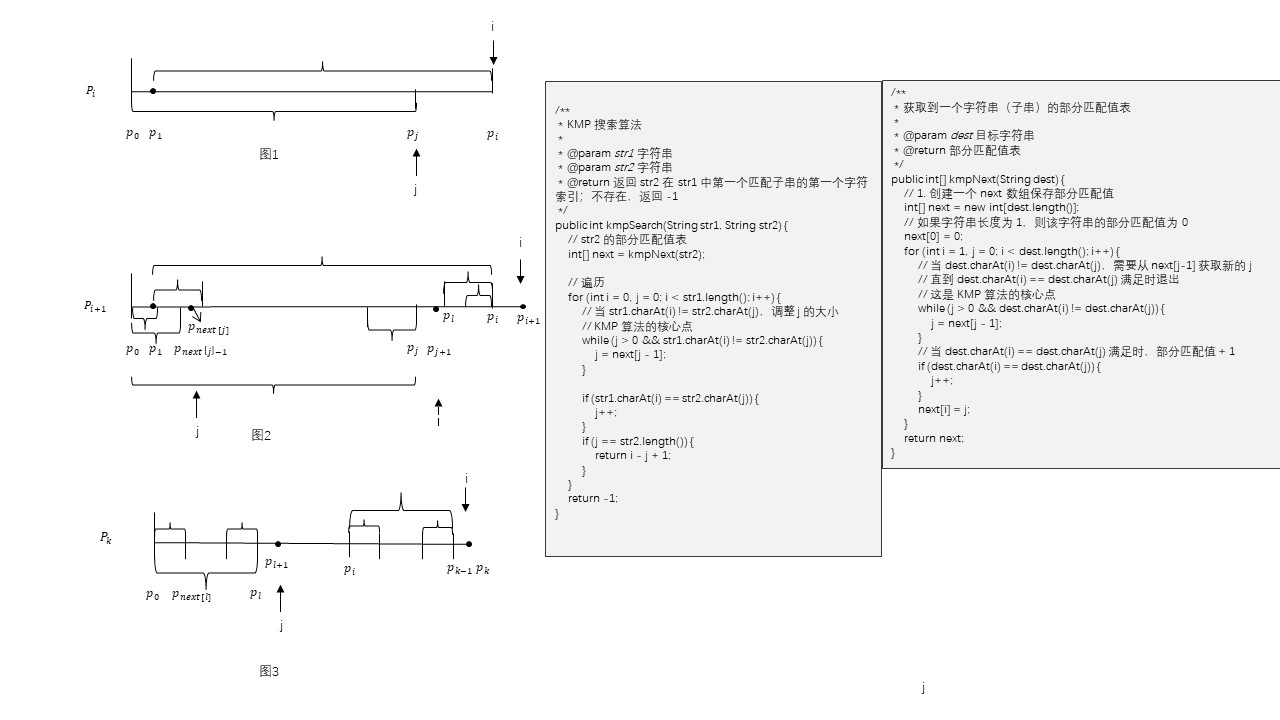 i
P_i
p_0 p_1 p_j p_i
图1
j
i
P_{i+1}
p_l p_i p_{i+1}
p_{next[j]}
p_0 p_1 p_{next[j]-1} p_j p_{j+1}
j
图2
i
P_k
p_{l+1}
p_i p_{k-1} p_k
p_0 p_{next[l]} p_l
j
图3
/**
* KMP 搜索算法
*
* @param str1 字符串
* @param str2 字符串
* @return 返回 str2 在 str1 中第一个匹配子串的第一个字符
索引；不存在，返回 -1
*/
public int kmpSearch(String str1, String str2) {
// str2 的部分匹配值表
int[] next = kmpNext(str2);
// 遍历
for (int i = 0, j = 0; i < str1.length(); i++) {
// 当 str1.charAt(i) != str2.charAt(j)，调整 j 的大小
// KMP 算法的核心点
while (j > 0 && str1.charAt(i) != str2.charAt(j)) {
j = next[j - 1];
}
if (str1.charAt(i) == str2.charAt(j)) {
j++;
}
if (j == str2.length()) {
return i - j + 1;
}
}
return -1;
}
/**
* 获取到一个字符串（子串）的部分匹配值表
*
* @param dest 目标字符串
* @return 部分匹配值表
*/
public int[] kmpNext(String dest) {
// 1. 创建一个 next 数组保存部分匹配值
int[] next = new int[dest.length()];
// 如果字符串长度为 1，则该字符串的部分匹配值为 0
next[0] = 0;
for (int i = 1, j = 0; i < dest.length(); i++) {
// 当 dest.charAt(i) != dest.charAt(j)，需要从 next[j-1] 获取新的 j
// 直到 dest.charAt(i) == dest.charAt(j) 满足时退出
// 这是 KMP 算法的核心点
while (j > 0 && dest.charAt(i) != dest.charAt(j)) {
j = next[j - 1];
}
// 当 dest.charAt(i) == dest.charAt(j) 满足时，部分匹配值 + 1
if (dest.charAt(i) == dest.charAt(j)) {
j++;
}
next[i] = j;
}
return next;
}
j